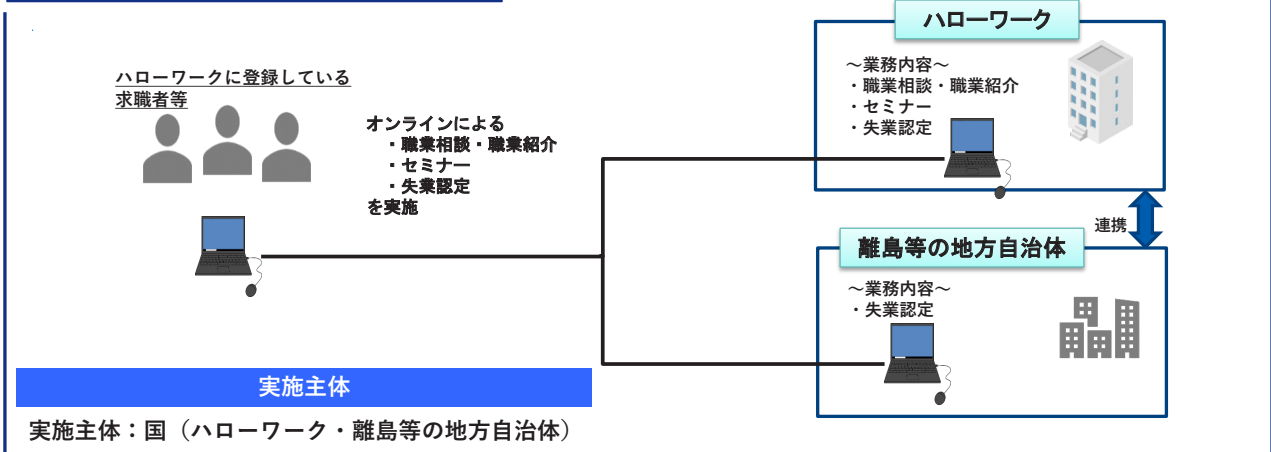 ハローワークに登録している
求職者等
オンラインによる
・職業相談・職業紹介
・セミナー
・失業認定
を実施
ハローワーク
～業務内容～
・職業相談・職業紹介
・セミナー
・失業認定
連携
離島等の地方自治体
～業務内容～
・失業認定
実施主体
実施主体：国（ハローワーク・離島等の地方自治体）